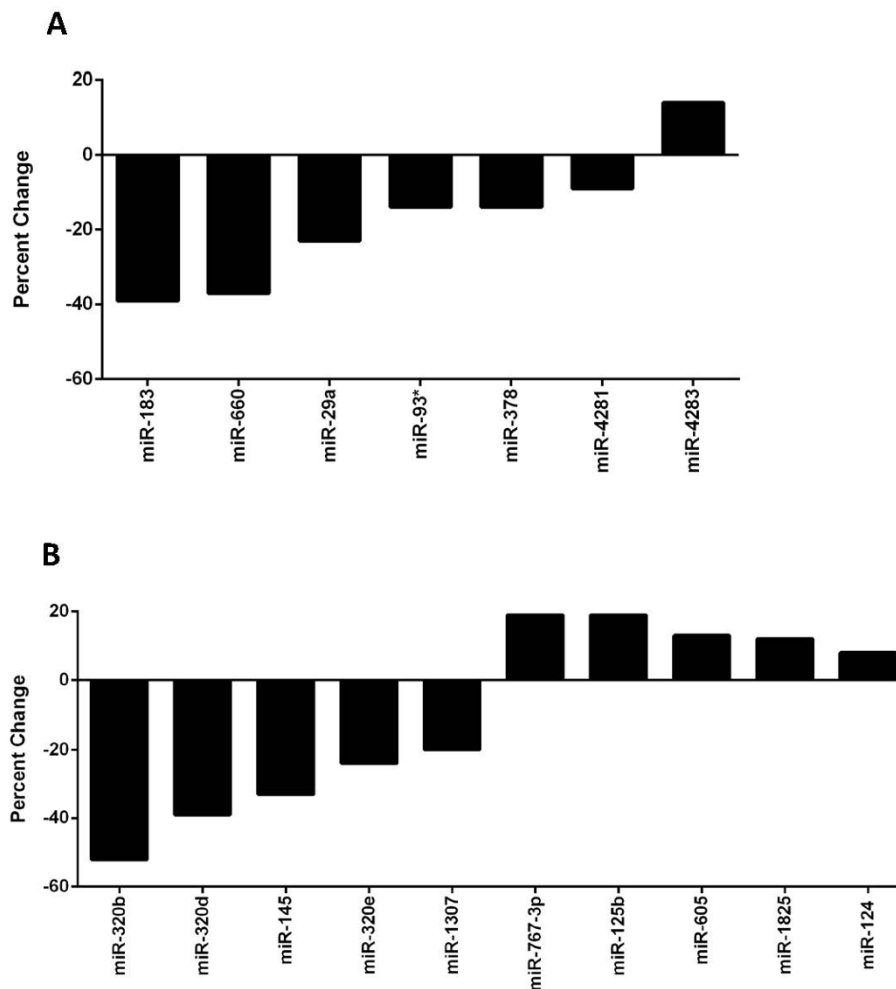 A
Percent Change
20
0
-20
-40
-60
miR-183
miR-660
miR-29a
miR-93*
miR-378
miR-4281
miR-4283
B
Percent Change
20
0
-20
-40
-60
miR-320b
miR-320d
miR-145
miR-320e
miR-1307
miR-767-3p
miR-125b
miR-605
miR-1825
miR-124